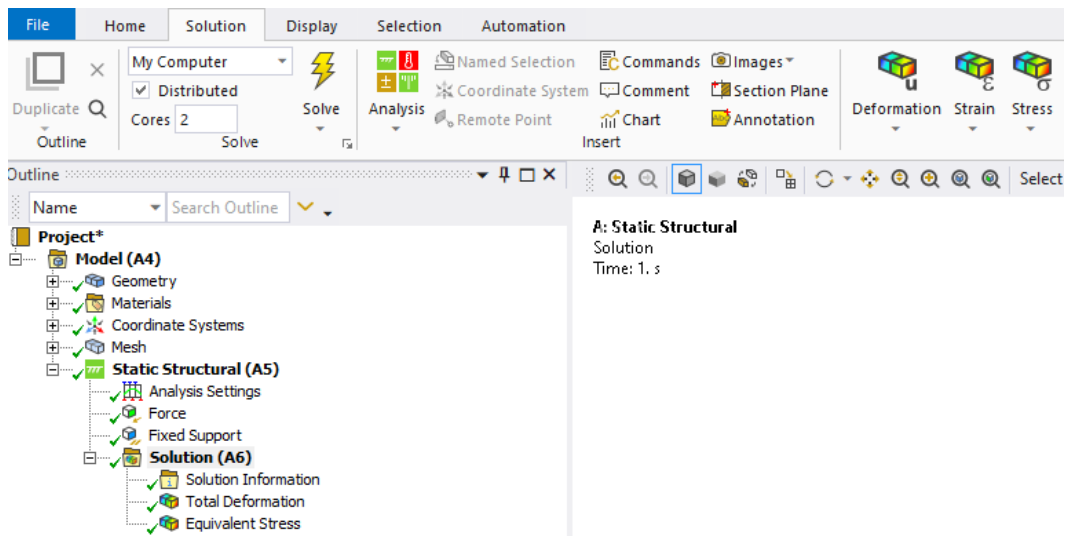 File Home Solution Display Selection Automation
My Computer
Distributed
Cores 2
Duplicate
Outline
Solve
Solve
Analysis
Named Selection
Coordinate System
Remote Point
Commands
Comment
Chart
Images
Section Plane
Annotation
Insert
Deformation
Strain
Stress
u
ε
σ
Outline
Name
Search Outline
Select
Project*
Model (A4)
Geometry
Materials
Coordinate Systems
Mesh
Static Structural (A5)
Analysis Settings
Force
Fixed Support
Solution (A6)
Solution Information
Total Deformation
Equivalent Stress
A: Static Structural
Solution
Time: 1. s